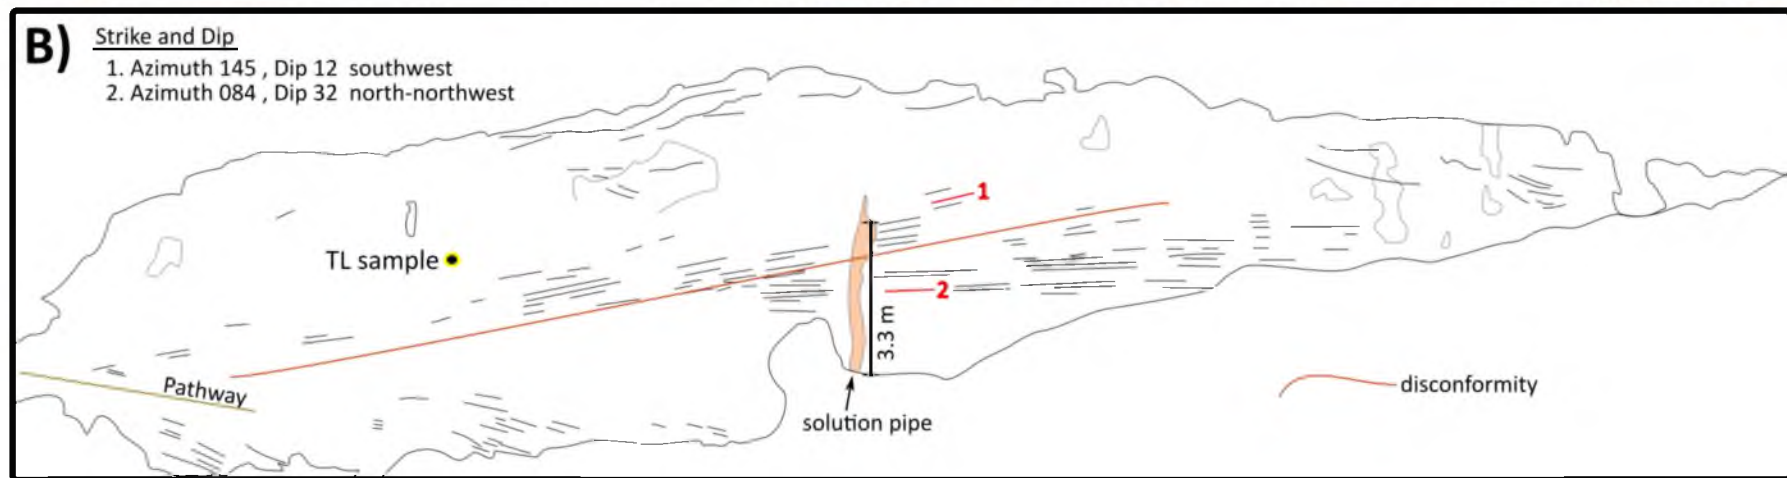 B)
Strike and Dip
1. Azimuth 145 , Dip 12 southwest
2. Azimuth 084 , Dip 32 north-northwest
1
TL sample
2
3.3 m
Pathway
disconformity
solution pipe